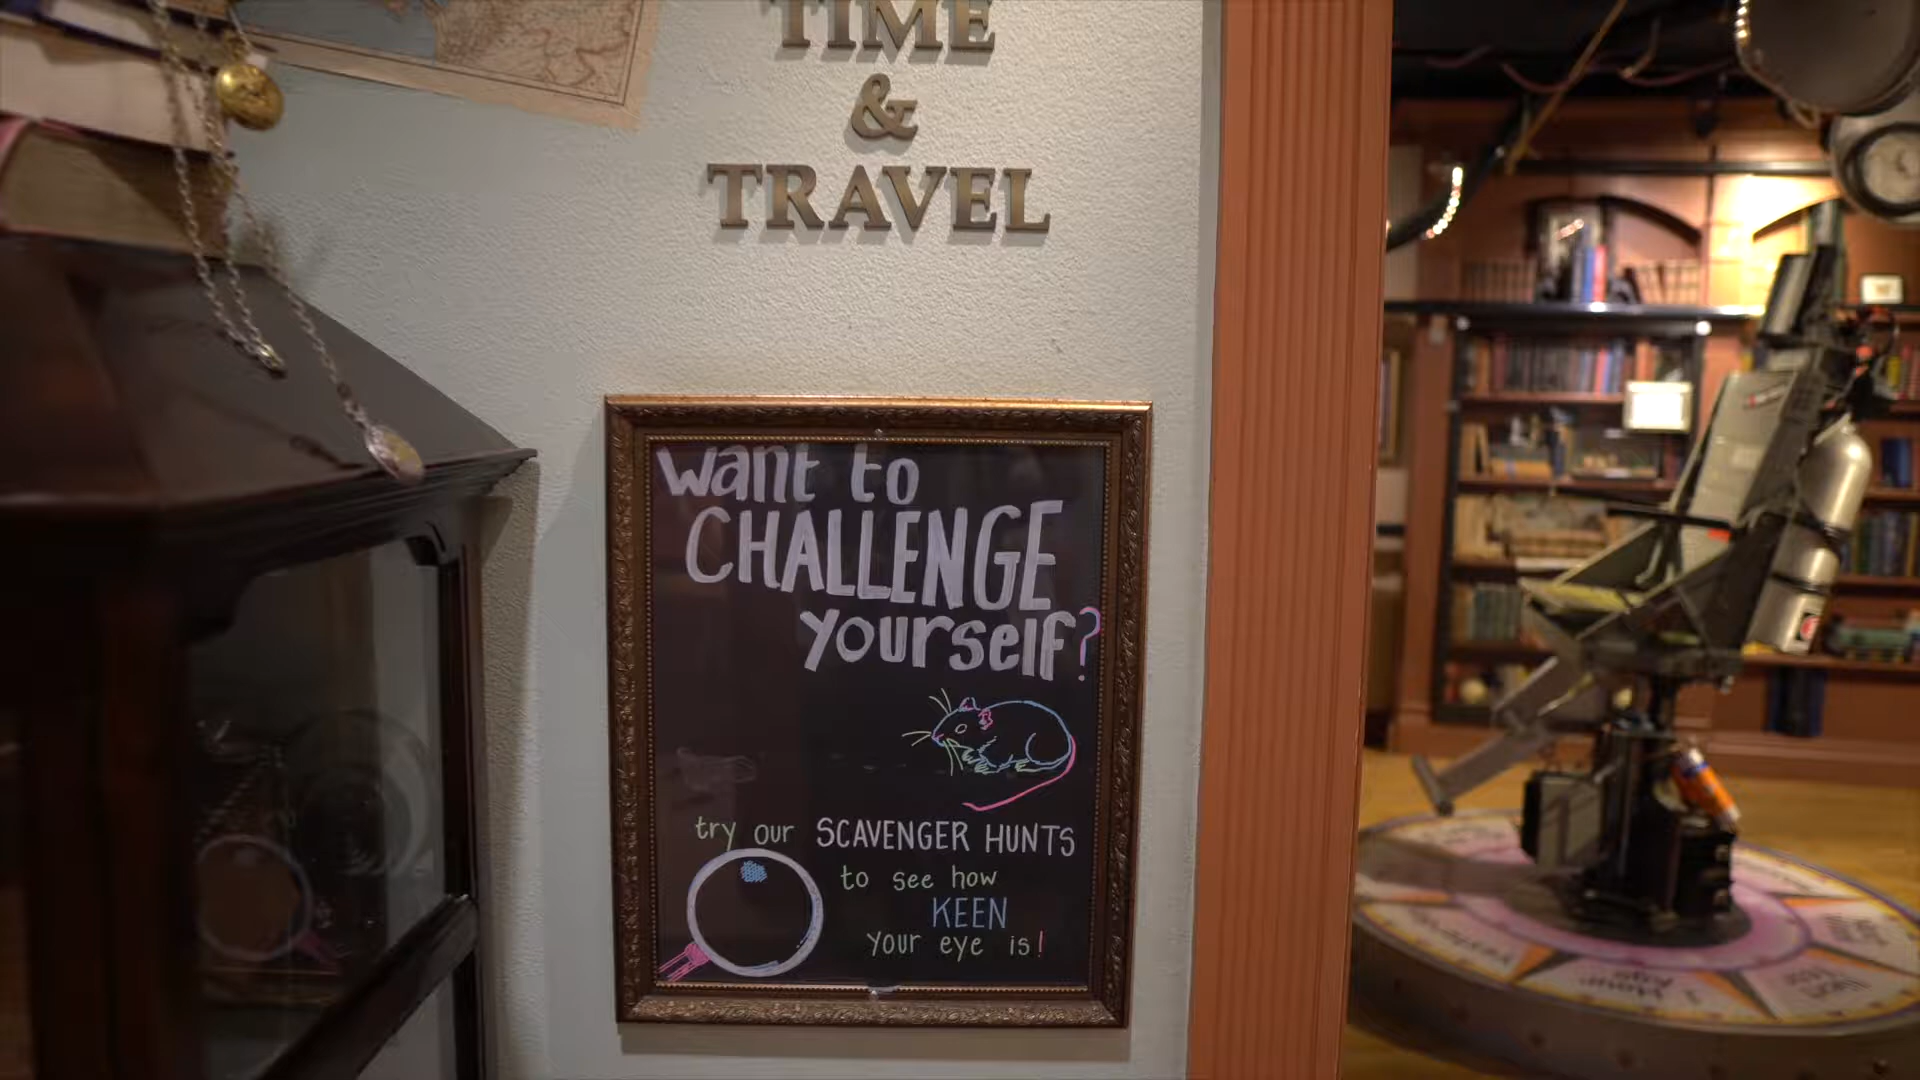 TIME
&
TRAVEL
want to
CHALLENGE
yourself?
try our SCAVENGER HUNTS
to see how
KEEN
your eye is!